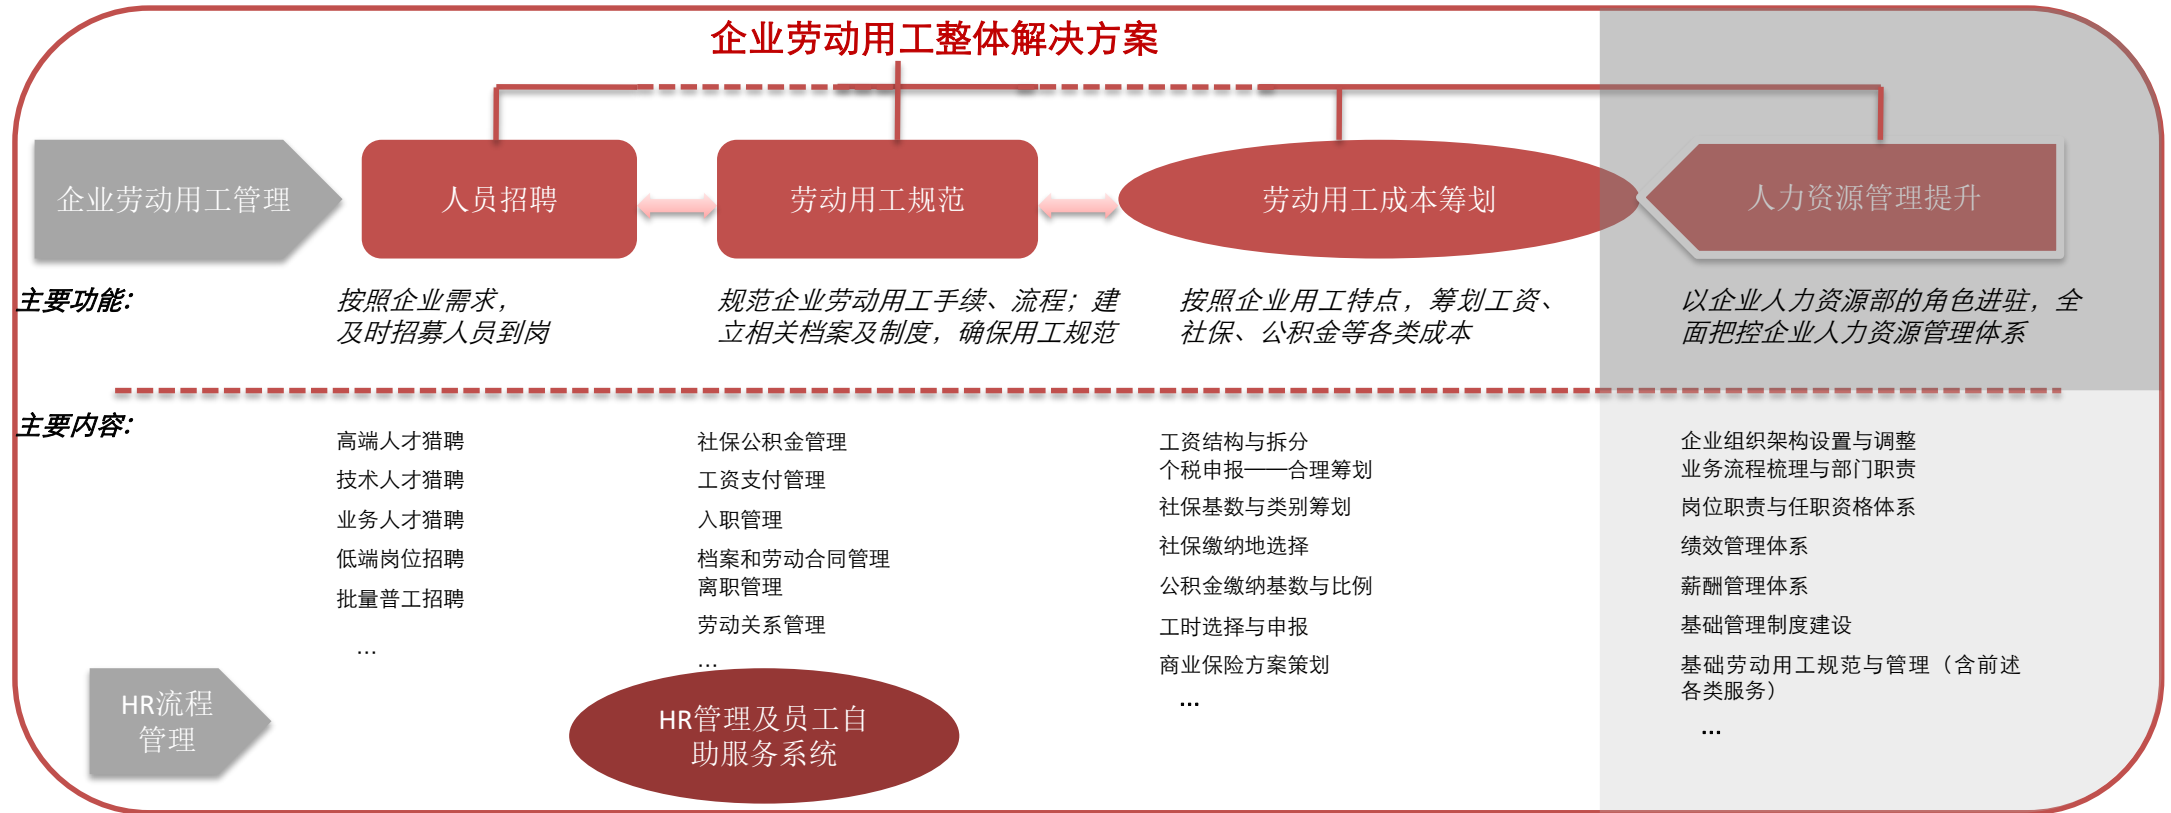 企业劳动用工整体解决方案
企业劳动用工管理
人员招聘
劳动用工规范
劳动用工成本筹划
人力资源管理提升
主要功能：
按照企业需求，
及时招募人员到岗
规范企业劳动用工手续、流程；建
立相关档案及制度，确保用工规范
按照企业用工特点，筹划工资、
社保、公积金等各类成本
以企业人力资源部的角色进驻，全
面把控企业人力资源管理体系
主要内容：
高端人才猎聘
技术人才猎聘
业务人才猎聘
低端岗位招聘
批量普工招聘
…
社保公积金管理
工资支付管理
入职管理
档案和劳动合同管理
离职管理
劳动关系管理
…
工资结构与拆分
个税申报——合理筹划
社保基数与类别筹划
社保缴纳地选择
公积金缴纳基数与比例
工时选择与申报
商业保险方案策划
…
企业组织架构设置与调整
业务流程梳理与部门职责
岗位职责与任职资格体系
绩效管理体系
薪酬管理体系
基础管理制度建设
基础劳动用工规范与管理（含前述
各类服务）
…
HR流程
管理
HR管理及员工自
助服务系统